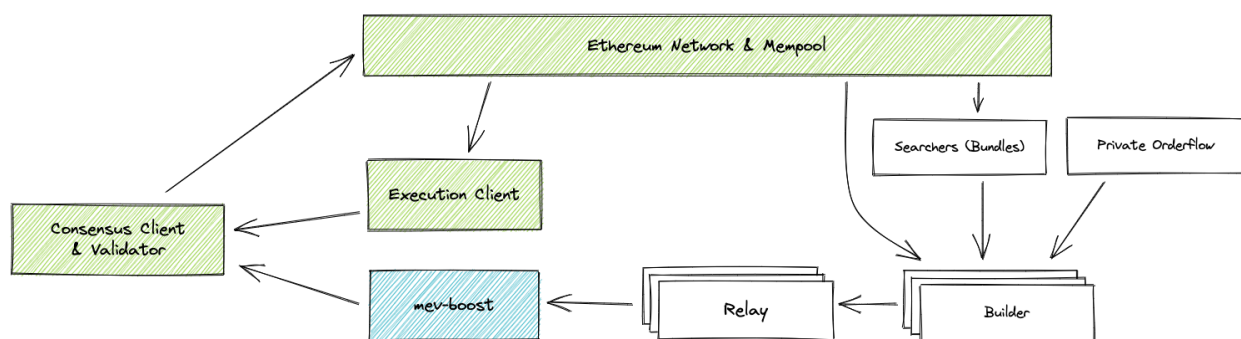 Ethereum Network & Mempool
Searchers (Bundles)
Private Orderflow
Execution Client
Consensus Client
& Validator
mev-boost
Relay
Builder